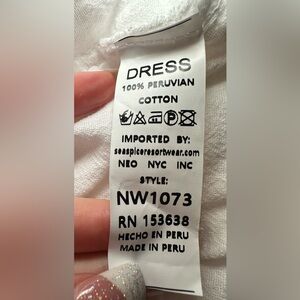 DRESS
100% PERUVIAN
COTTON
IMPORTED BY:
seaspiceresortwear.com
NEO NYC INC
STYLE:
NW1073
RN 153638
HECHO EN PERU
MADE IN PERU